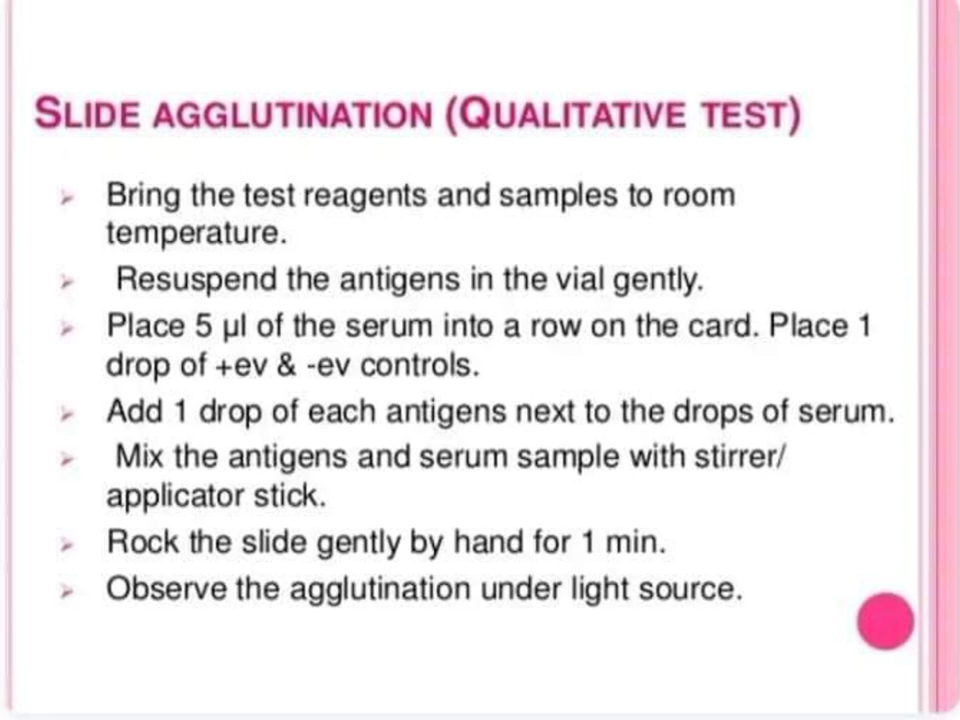 SLIDE AGGLUTINATION (QUALITATIVE TEST)
Bring the test reagents and samples to room
temperature.
Resuspend the antigens in the vial gently.
Place 5 µl of the serum into a row on the card. Place 1
drop of +ev & -ev controls.
Add 1 drop of each antigens next to the drops of serum.
Mix the antigens and serum sample with stirrer/
applicator stick.
Rock the slide gently by hand for 1 min.
Observe the agglutination under light source.